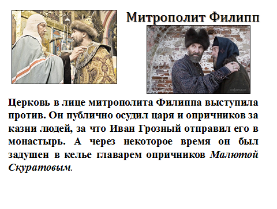 Митрополит Филипп
Церковь в лице митрополита Филиппа выступила
против. Он публично осудил царя и опричников за
казни людей, за что Иван Грозный отправил его в
монастырь. А через некоторое время он был
задушен в келье главарем опричников Малютой
Скуратовым.